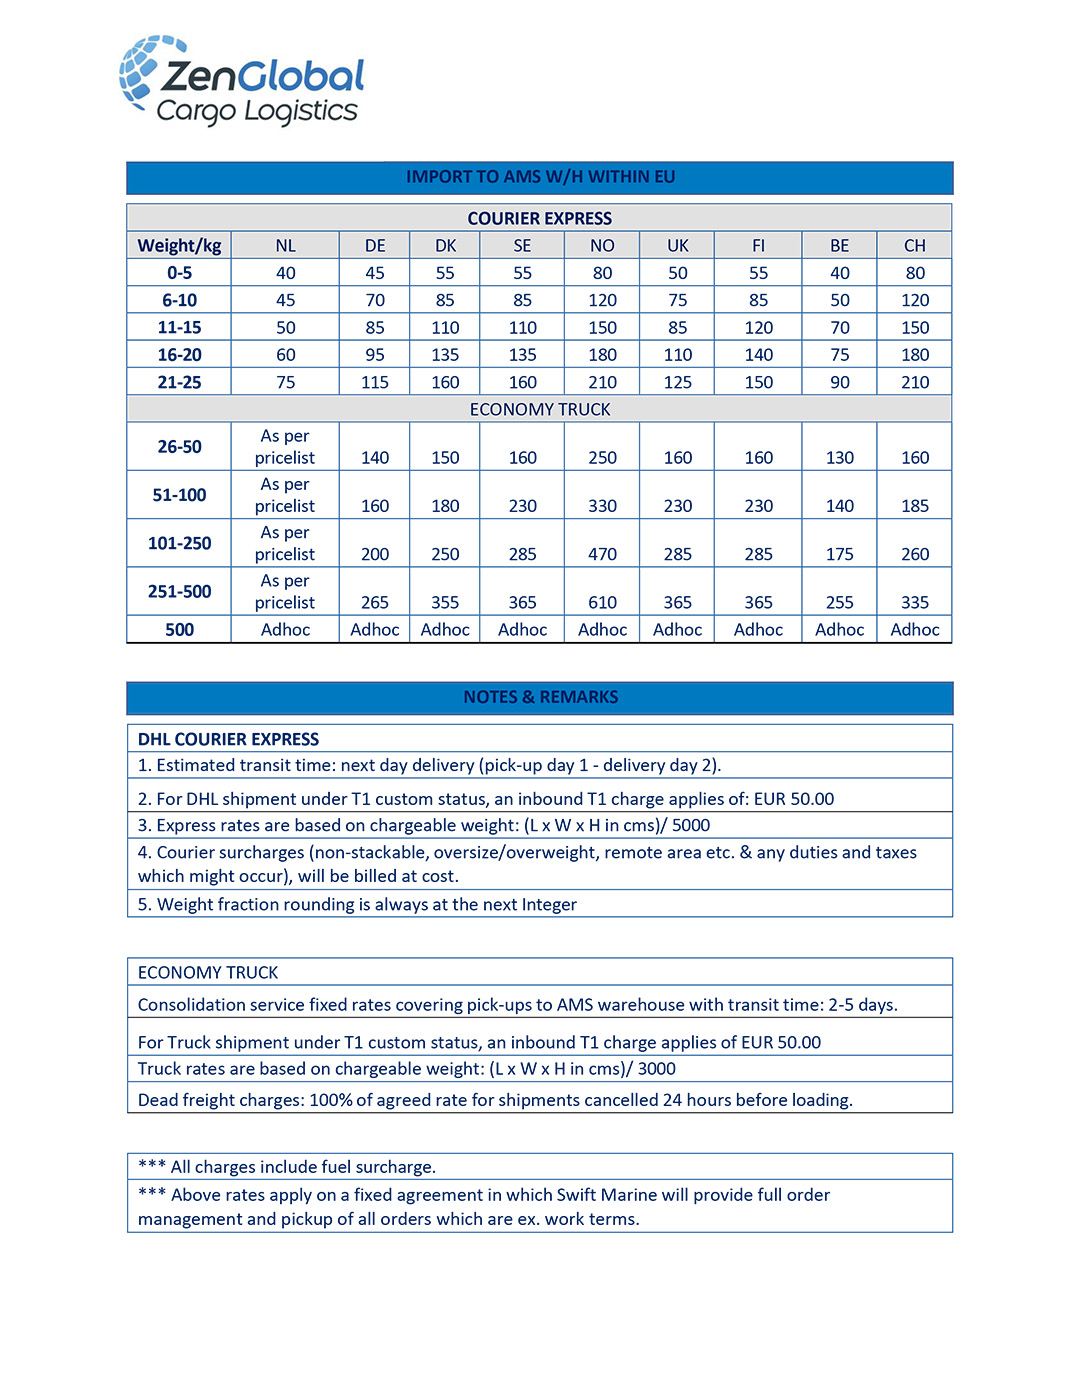 ZenGlobal
Cargo Logistics
IMPORT TO AMS W/H WITHIN EU
COURIER EXPRESS
Weight/kg NL DE DK SE NO UK FI BE CH
0-5 40 45 55 55 80 50 55 40 80
6-10 45 70 85 85 120 75 85 50 120
11-15 50 85 110 110 150 85 120 70 150
16-20 60 95 135 135 180 110 140 75 180
21-25 75 115 160 160 210 125 150 90 210
ECONOMY TRUCK
26-50 As per
pricelist 140 150 160 250 160 160 130 160
51-100 As per
pricelist 160 180 230 330 230 230 140 185
101-250 As per
pricelist 200 250 285 470 285 285 175 260
251-500 As per
pricelist 265 355 365 610 365 365 255 335
500 Adhoc Adhoc Adhoc Adhoc Adhoc Adhoc Adhoc Adhoc Adhoc
NOTES & REMARKS
DHL COURIER EXPRESS
1. Estimated transit time: next day delivery (pick-up day 1 - delivery day 2).
2. For DHL shipment under T1 custom status, an inbound T1 charge applies of: EUR 50.00
3. Express rates are based on chargeable weight: (L x W x H in cms)/ 5000
4. Courier surcharges (non-stackable, oversize/overweight, remote area etc. & any duties and taxes
which might occur), will be billed at cost.
5. Weight fraction rounding is always at the next Integer
ECONOMY TRUCK
Consolidation service fixed rates covering pick-ups to AMS warehouse with transit time: 2-5 days.
For Truck shipment under T1 custom status, an inbound T1 charge applies of EUR 50.00
Truck rates are based on chargeable weight: (L x W x H in cms)/ 3000
Dead freight charges: 100% of agreed rate for shipments cancelled 24 hours before loading.
*** All charges include fuel surcharge.
*** Above rates apply on a fixed agreement in which Swift Marine will provide full order
management and pickup of all orders which are ex. work terms.